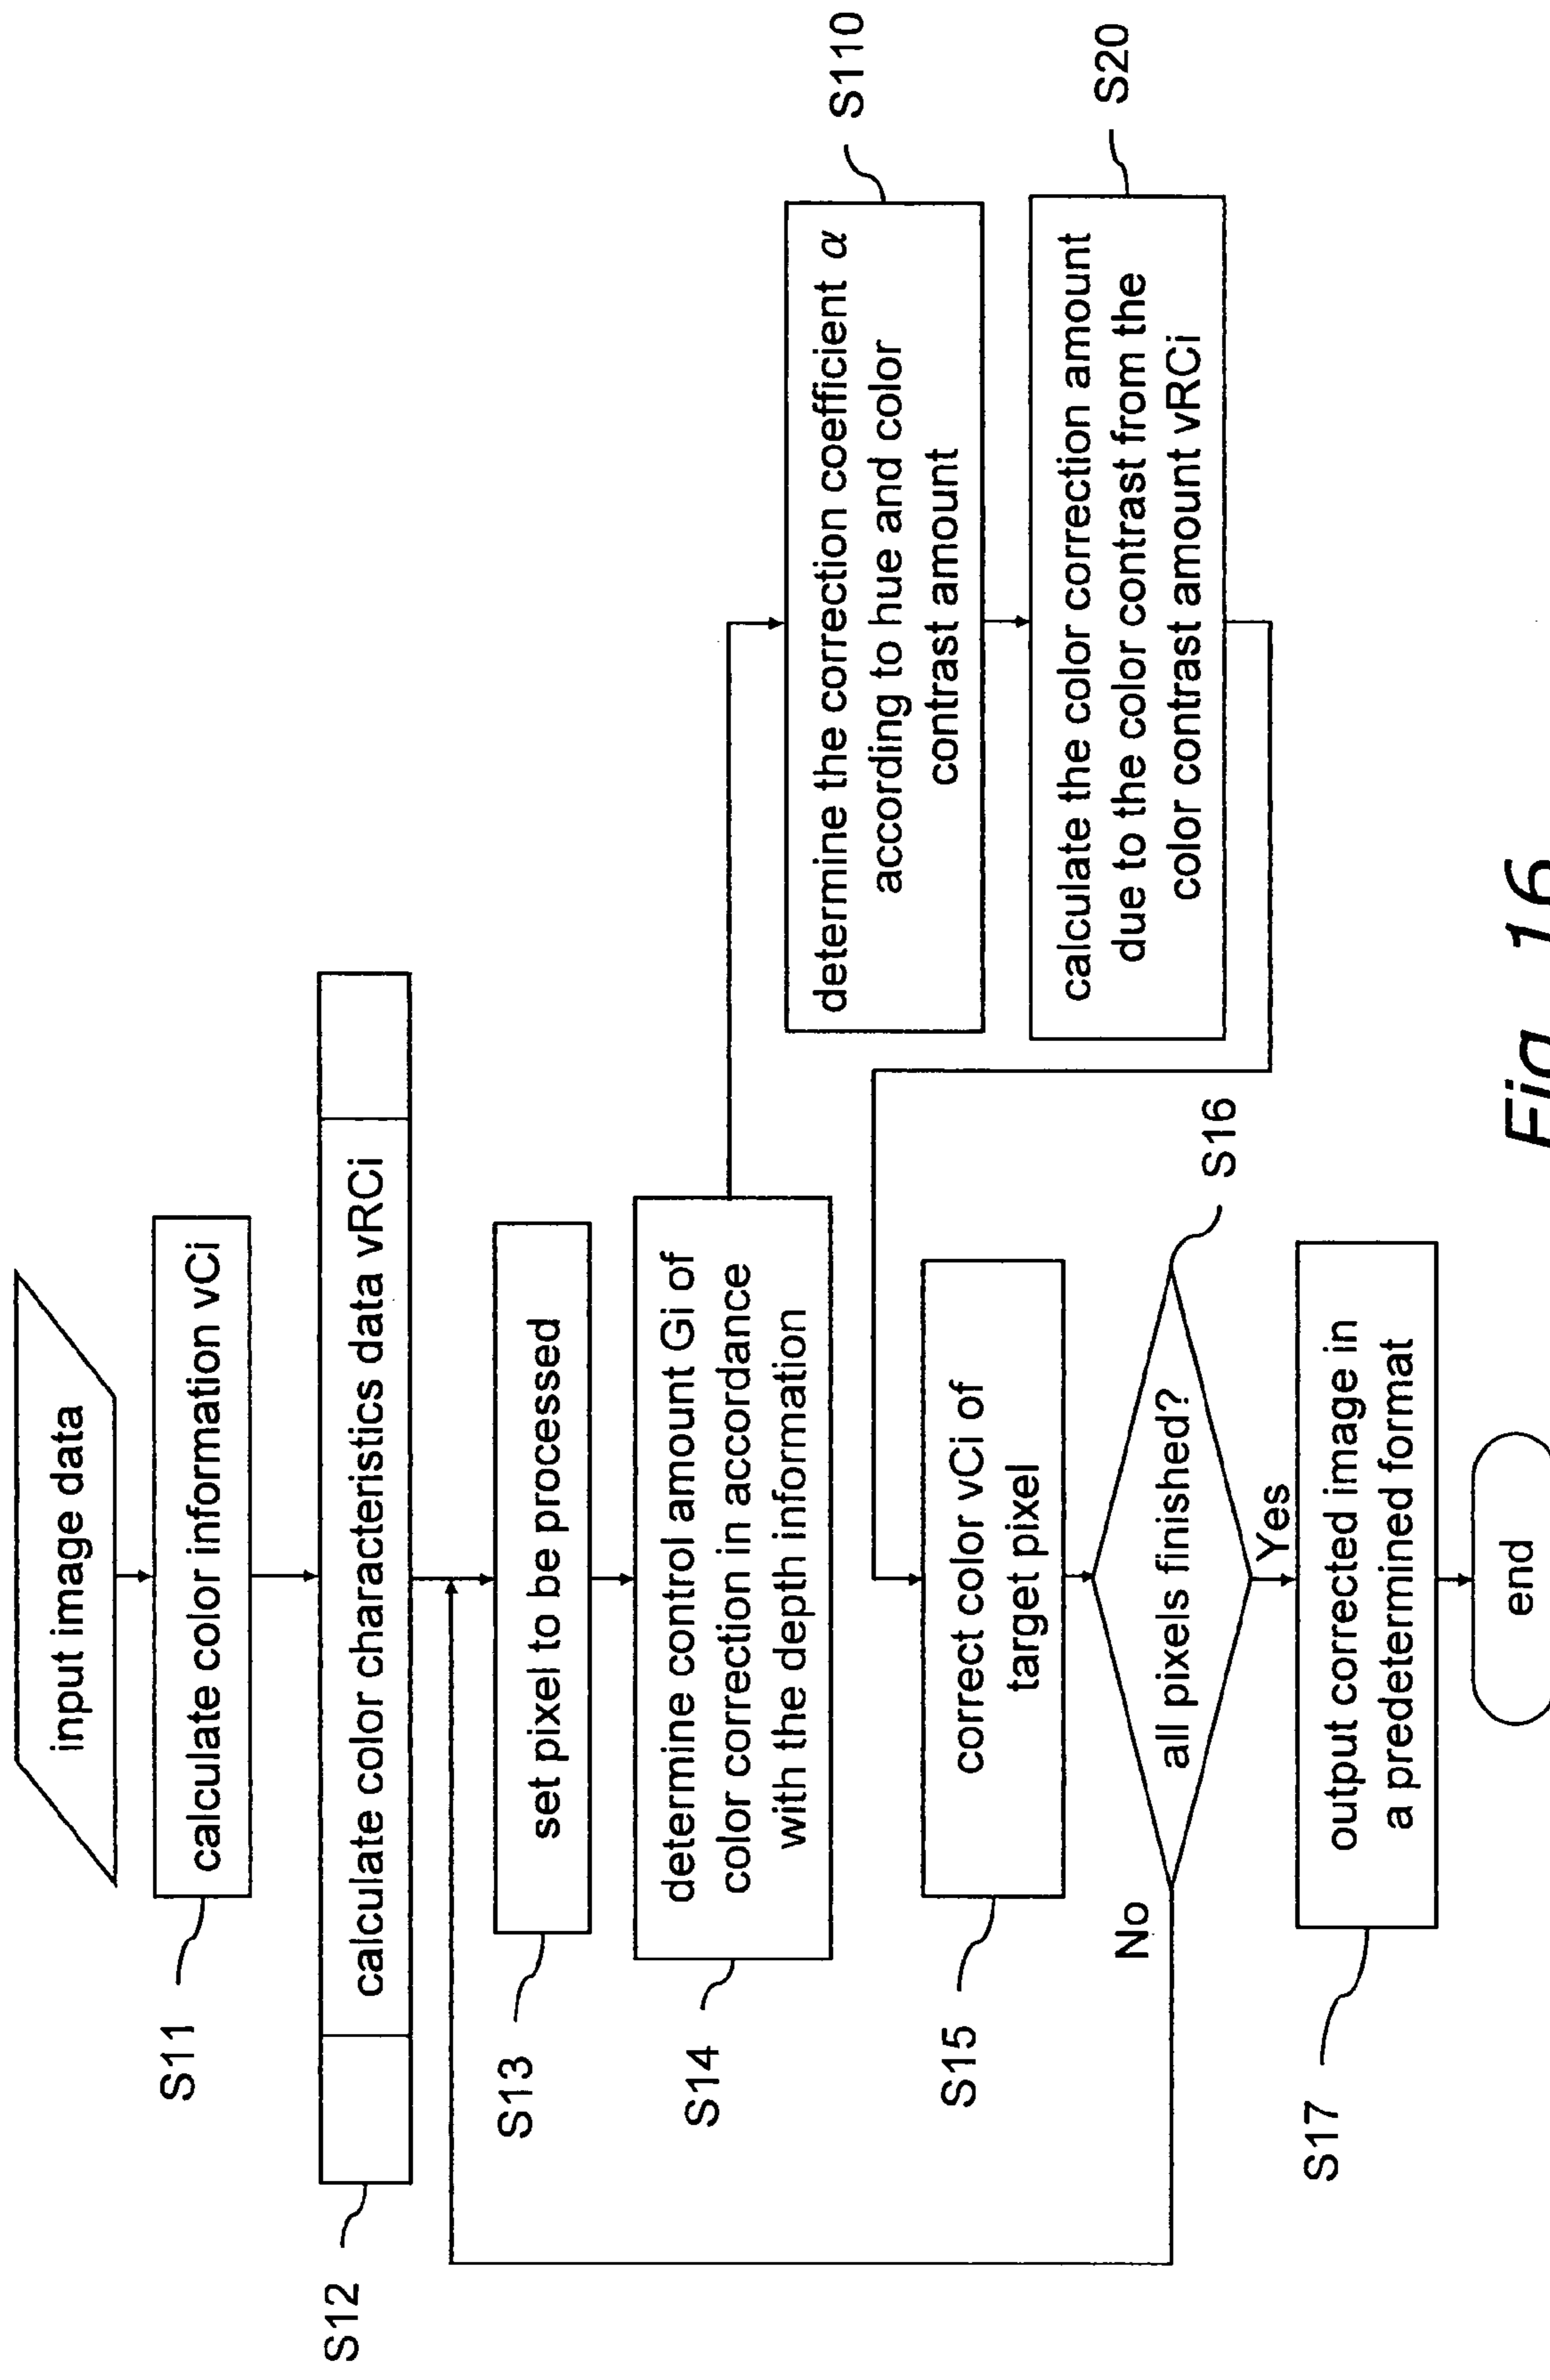 input image data
S11
calculate color information vCi
S12
calculate color characteristics data vRCi
S13
set pixel to be processed
S14
determine control amount Gi of
color correction in accordance
with the depth information
S110
determine the correction coefficient α
according to hue and color
contrast amount
S20
calculate the color correction amount
due to the color contrast from the
color contrast amount vRCi
S15
correct color vCi of
target pixel
S16
all pixels finished?
No
Yes
S17
output corrected image in
a predetermined format
end
Fig. 16